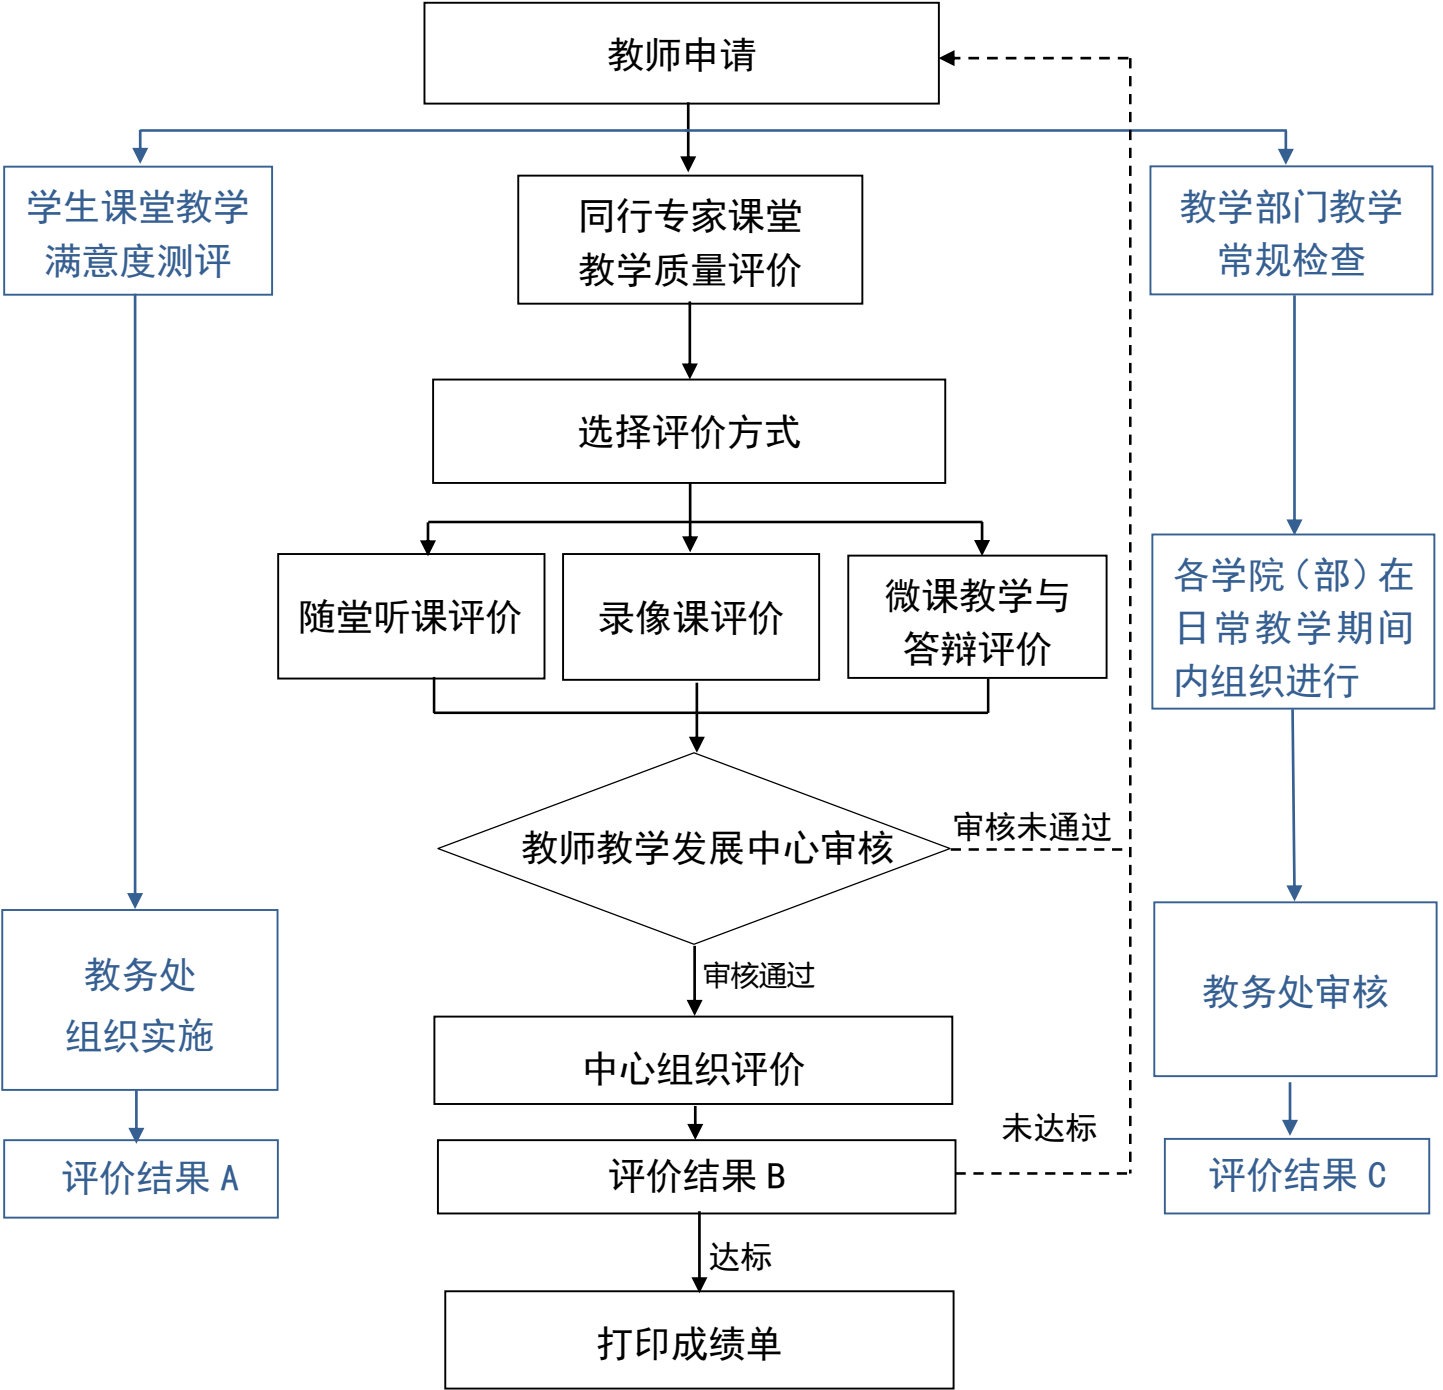 教师申请
学生课堂教学
满意度测评
同行专家课堂
教学质量评价
教学部门教学
常规检查
选择评价方式
随堂听课评价
录像课评价
微课教学与
答辩评价
各学院（部）在
日常教学期间
内组织进行
教师教学发展中心审核
审核未通过
审核通过
教务处
组织实施
教务处审核
中心组织评价
未达标
评价结果 A
评价结果 B
评价结果 C
达标
打印成绩单